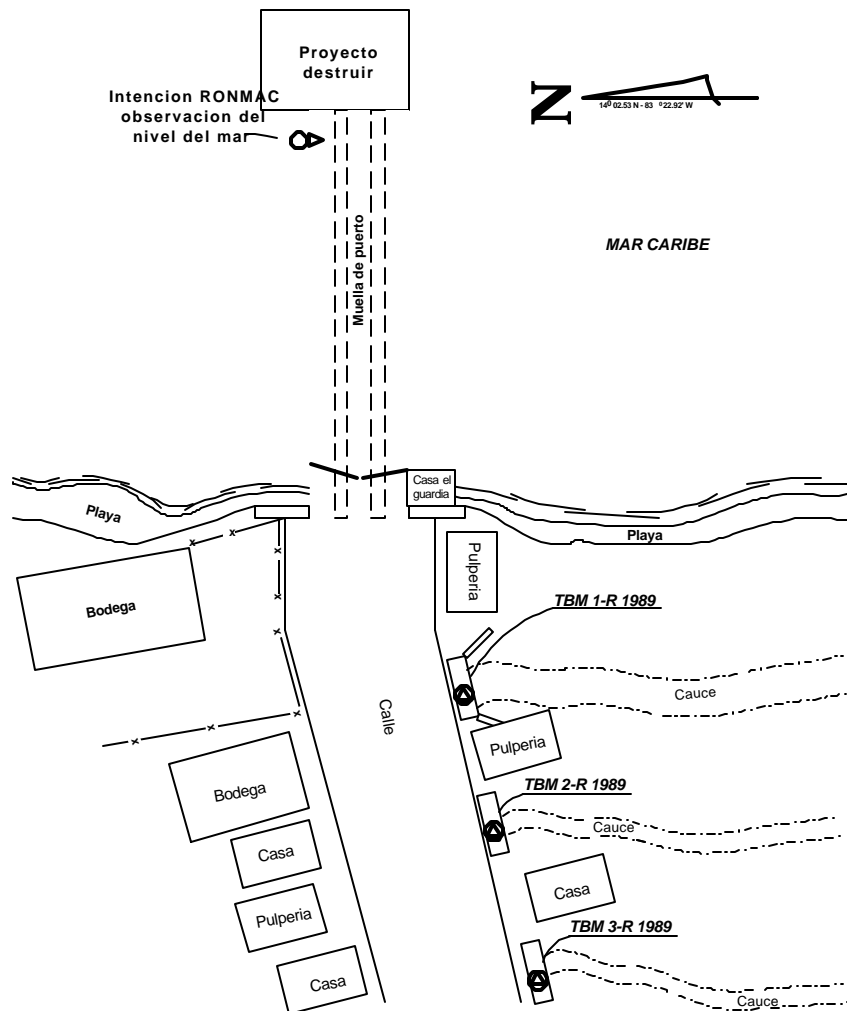 Proyecto
destruir
Intencion RONMAC
observacion del
nivel del mar
N
14⁰ 02.53 N - 83 ⁰22.92' W
Muella de puerto
MAR CARIBE
Casa el
guardia
Playa
Playa
Pulperia
Bodega
TBM 1-R 1989
Cauce
Calle
Pulperia
TBM 2-R 1989
Bodega
Cauce
Casa
Casa
Pulperia
TBM 3-R 1989
Casa
Cauce